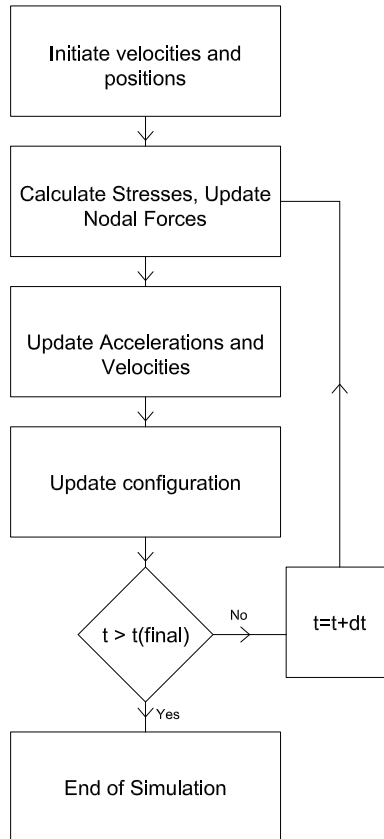 Initiate velocities and
positions
Calculate Stresses, Update
Nodal Forces
Update Accelerations and
Velocities
Update configuration
t > t(final)
No
t=t+dt
Yes
End of Simulation